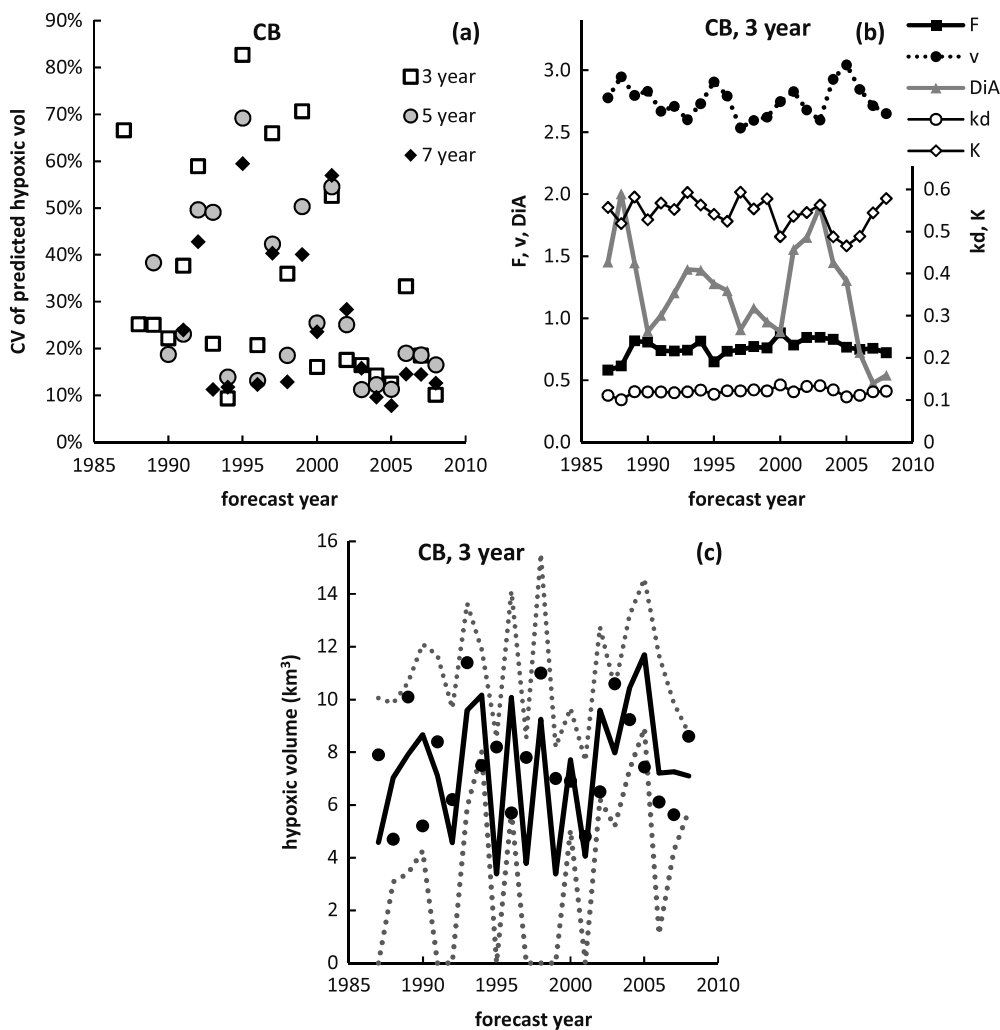 CB
(a)
3 year
5 year
7 year
CV of predicted hypoxic vol
90%
80%
70%
60%
50%
40%
30%
20%
10%
0%
1985 1990 1995 2000 2005 2010
forecast year
CB, 3 year
(b)
F
v
DiA
kd
K
F, v, DiA
3.0
2.5
2.0
1.5
1.0
0.5
0.0
0.6
0.5
0.4
0.3
0.2
0.1
0
kd, K
1985 1990 1995 2000 2005 2010
forecast year
CB, 3 year
(c)
hypoxic volume (km³)
16
14
12
10
8
6
4
2
0
1985 1990 1995 2000 2005 2010
forecast year